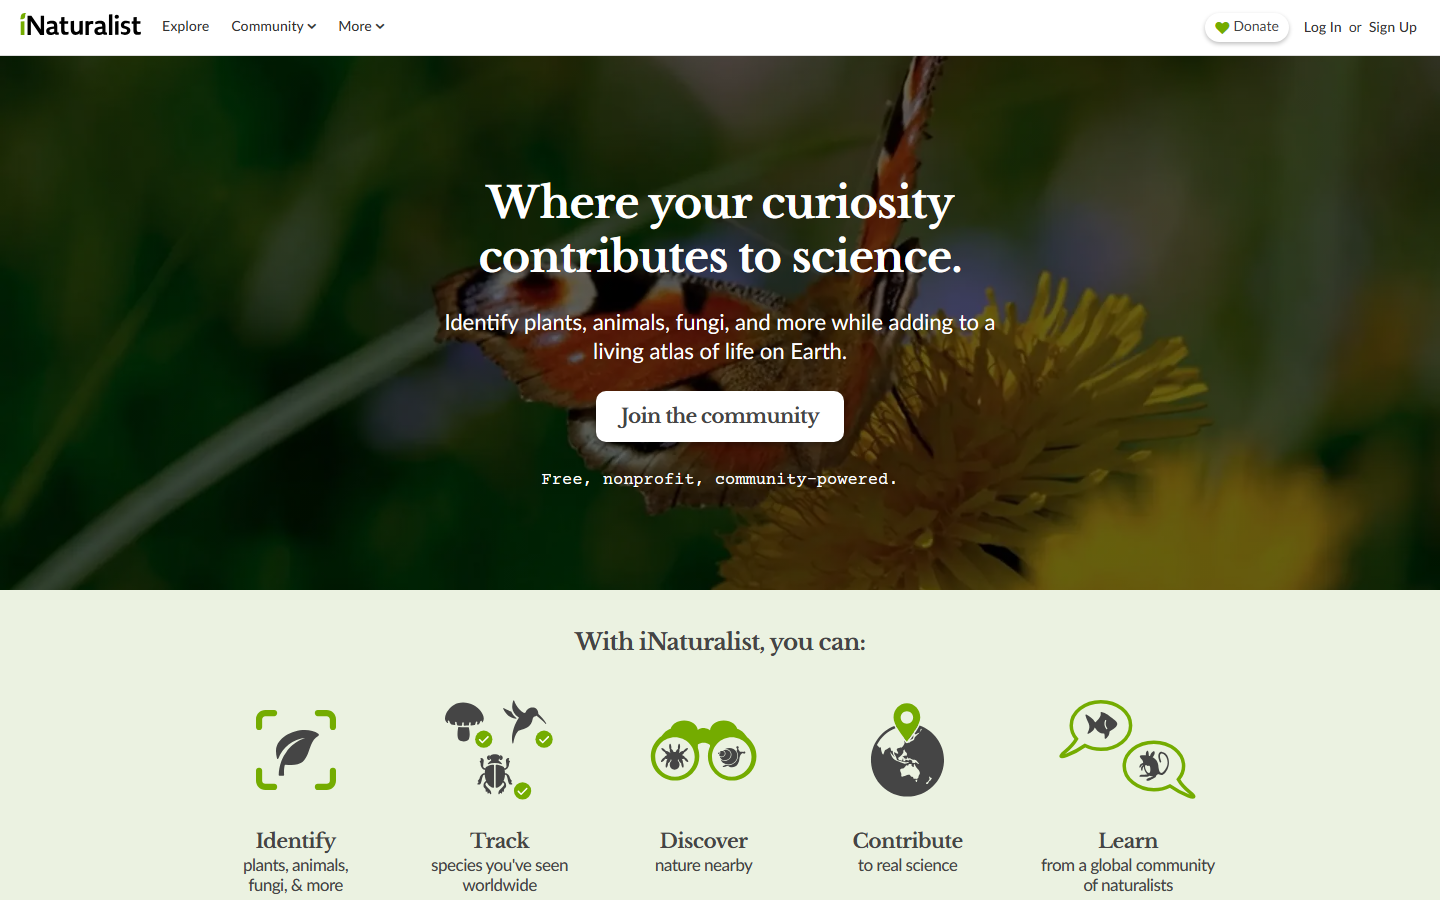 iNaturalist
Explore
Community
More
Donate
Log In or Sign Up
Where your curiosity
contributes to science.
Identify plants, animals, fungi, and more while adding to a
living atlas of life on Earth.
Join the community
Free, nonprofit, community-powered.
With iNaturalist, you can:
Identify
plants, animals,
fungi, & more
Track
species you've seen
worldwide
Discover
nature nearby
Contribute
to real science
Learn
from a global community
of naturalists